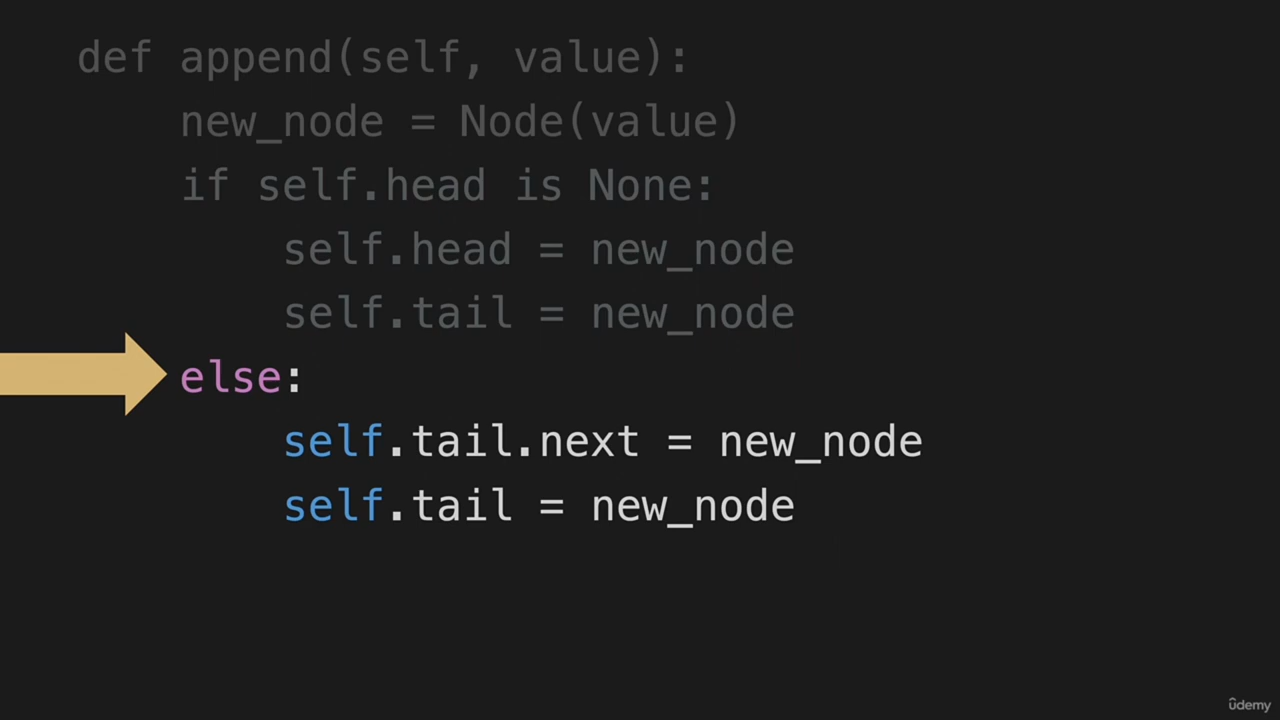 def append(self, value):
    new_node = Node(value)
    if self.head is None:
        self.head = new_node
        self.tail = new_node
    else:
        self.tail.next = new_node
        self.tail = new_node
ûdemy